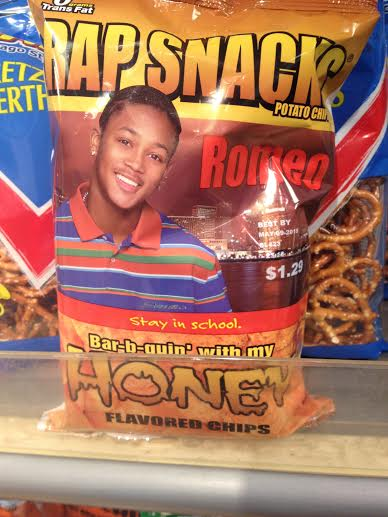 grams
Trans Fat
RAP SNACKS
POTATO CHI
Romeo
BEST BY
$1.29
Stay in school.
Bar-b-quin' with my
HONEY
FLAVORED CHIPS